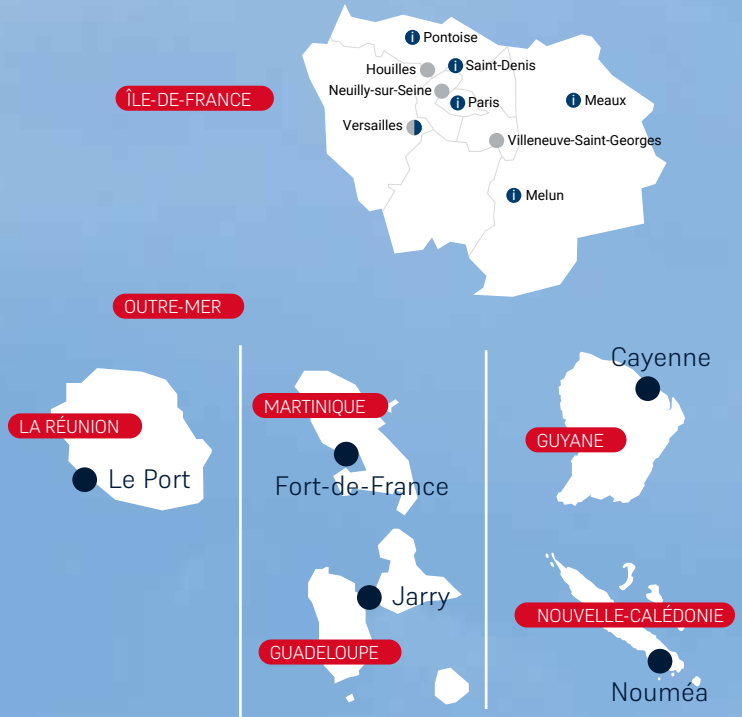 i Pontoise
i Saint-Denis
Houilles
Neuilly-sur-Seine
ÎLE-DE-FRANCE
i Paris
i Meaux
Versailles
Villeneuve-Saint-Georges
i Melun
OUTRE-MER
LA RÉUNION
Le Port
MARTINIQUE
Fort-de-France
Jarry
GUADELOUPE
Cayenne
GUYANE
NOUVELLE-CALÉDONIE
Nouméa